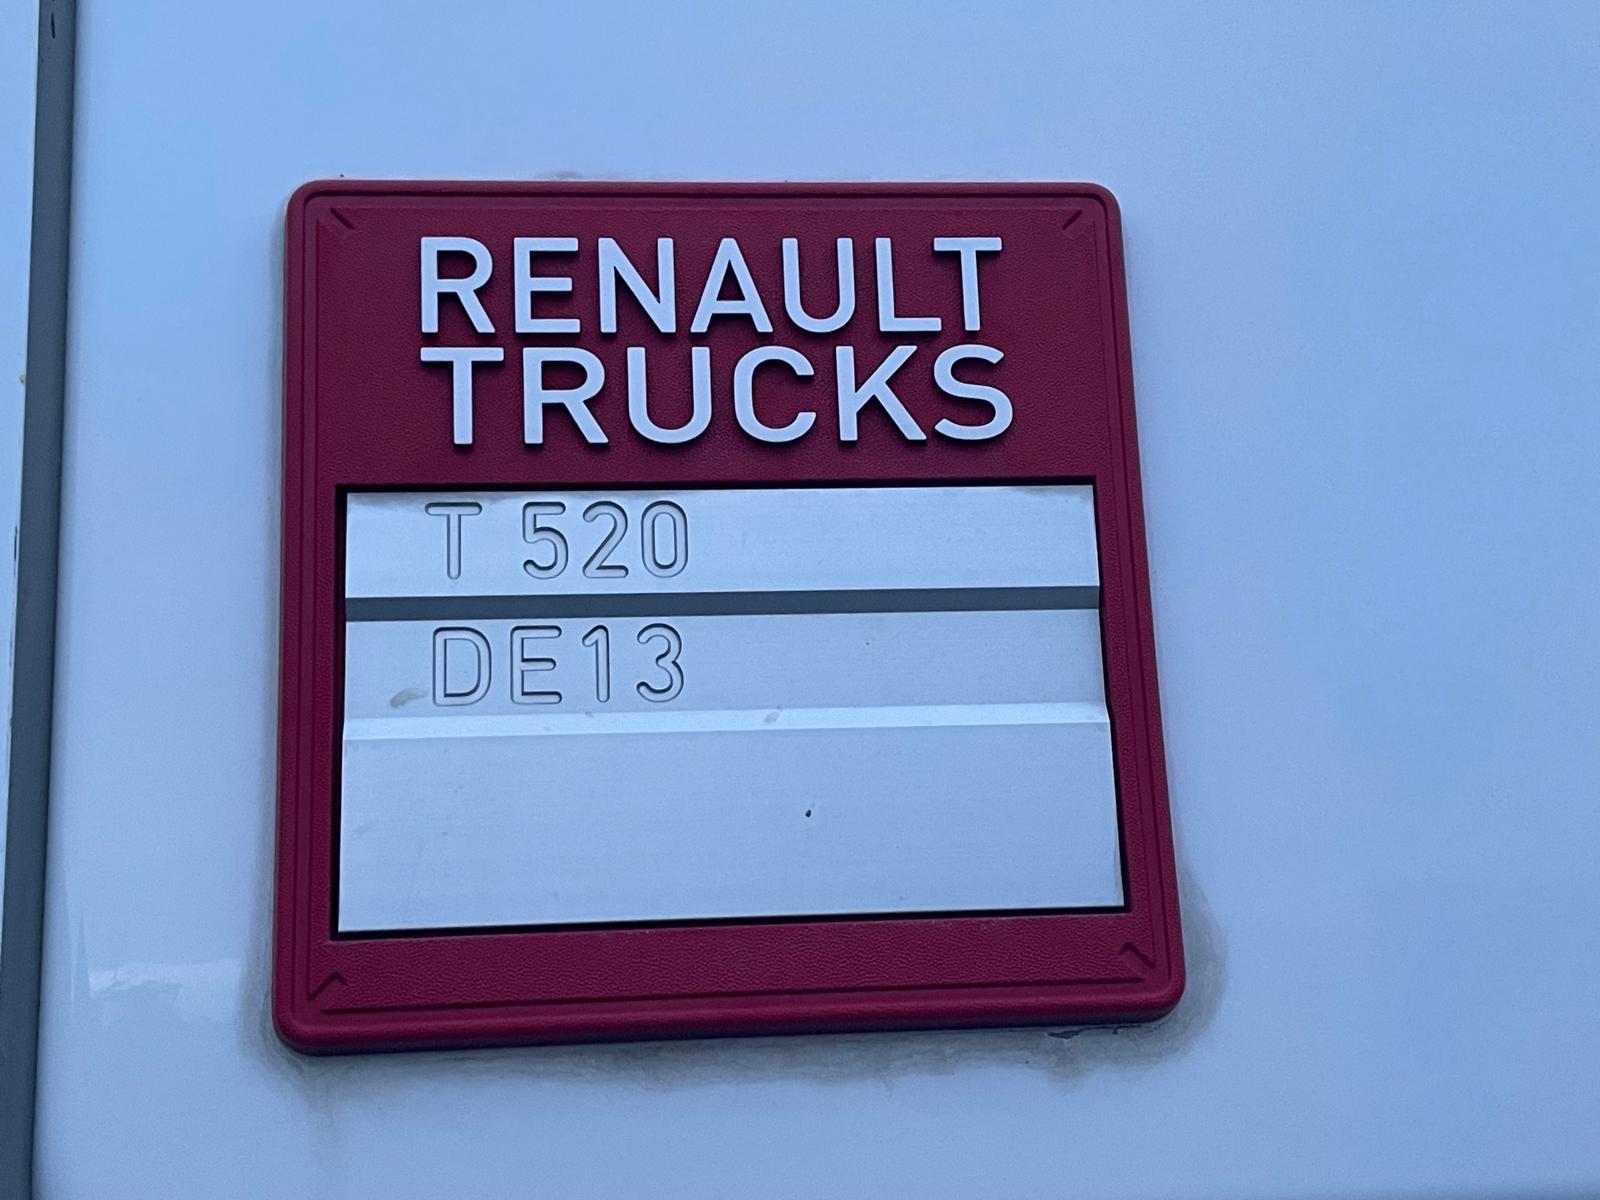 RENAULT
TRUCKS
T 520
DE13